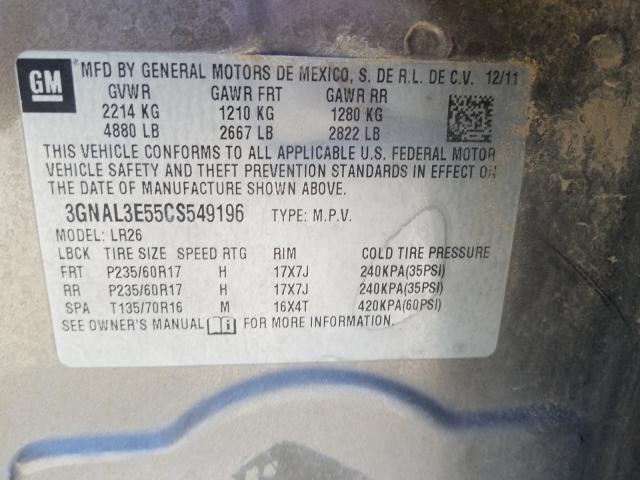 GM
MFD BY GENERAL MOTORS DE MEXICO, S. DE R.L. DE C.V. 12/11
GVWR GAWR FRT GAWR RR
2214 KG 1210 KG 1280 KG
4880 LB 2667 LB 2822 LB
THIS VEHICLE CONFORMS TO ALL APPLICABLE U.S. FEDERAL MOTOR
VEHICLE SAFETY AND THEFT PREVENTION STANDARDS IN EFFECT ON
THE DATE OF MANUFACTURE SHOWN ABOVE.
3GNAL3E55CS549196 TYPE: M.P.V.
MODEL: LR26
LBCK TIRE SIZE SPEED RTG RIM COLD TIRE PRESSURE
FRT P235/60R17 H 17X7J 240KPA(35PSI)
RR P235/60R17 H 17X7J 240KPA(35PSI)
SPA T135/70R16 M 16X4T 420KPA(60PSI)
SEE OWNER'S MANUAL FOR MORE INFORMATION.